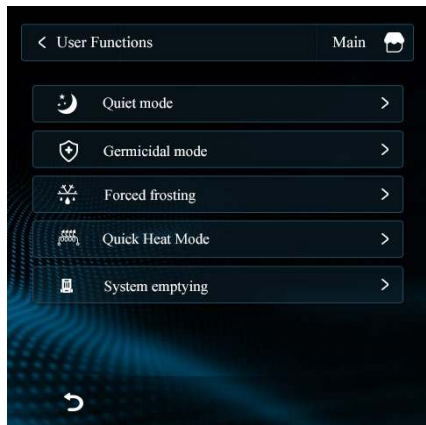 User Functions Main
Quiet mode
Germicidal mode
Forced frosting
Quick Heat Mode
System emptying